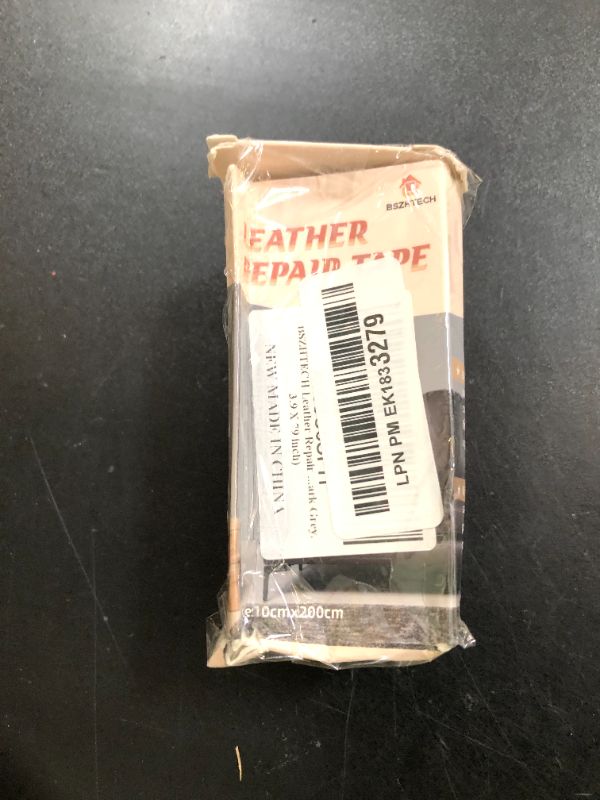 BSZHTECH
LEATHER
REPAIR TAPE
LPN PM EK1833279
BSZHTECH Leather Repair ...ark Grey,
3.9 X 79 Inch)
NEW MADE IN CHINA
e:10cmx200cm